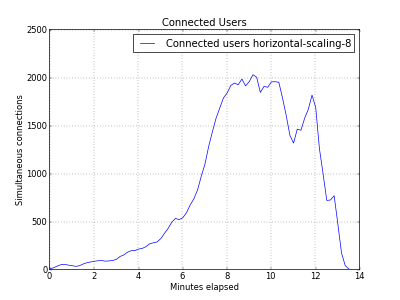 Connected Users
Connected users horizontal-scaling-8
Simultaneous connections
2500
2000
1500
1000
500
0
0 2 4 6 8 10 12 14
Minutes elapsed